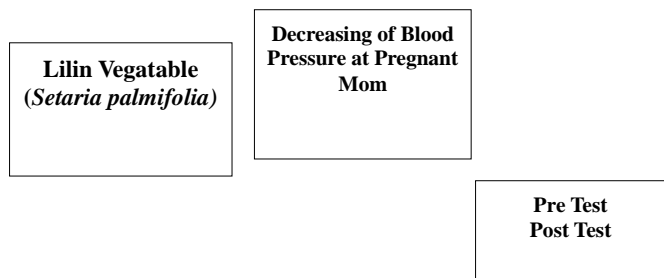 Lilin Vegatable
(Setaria palmifolia)
Decreasing of Blood
Pressure at Pregnant
Mom
Pre Test
Post Test